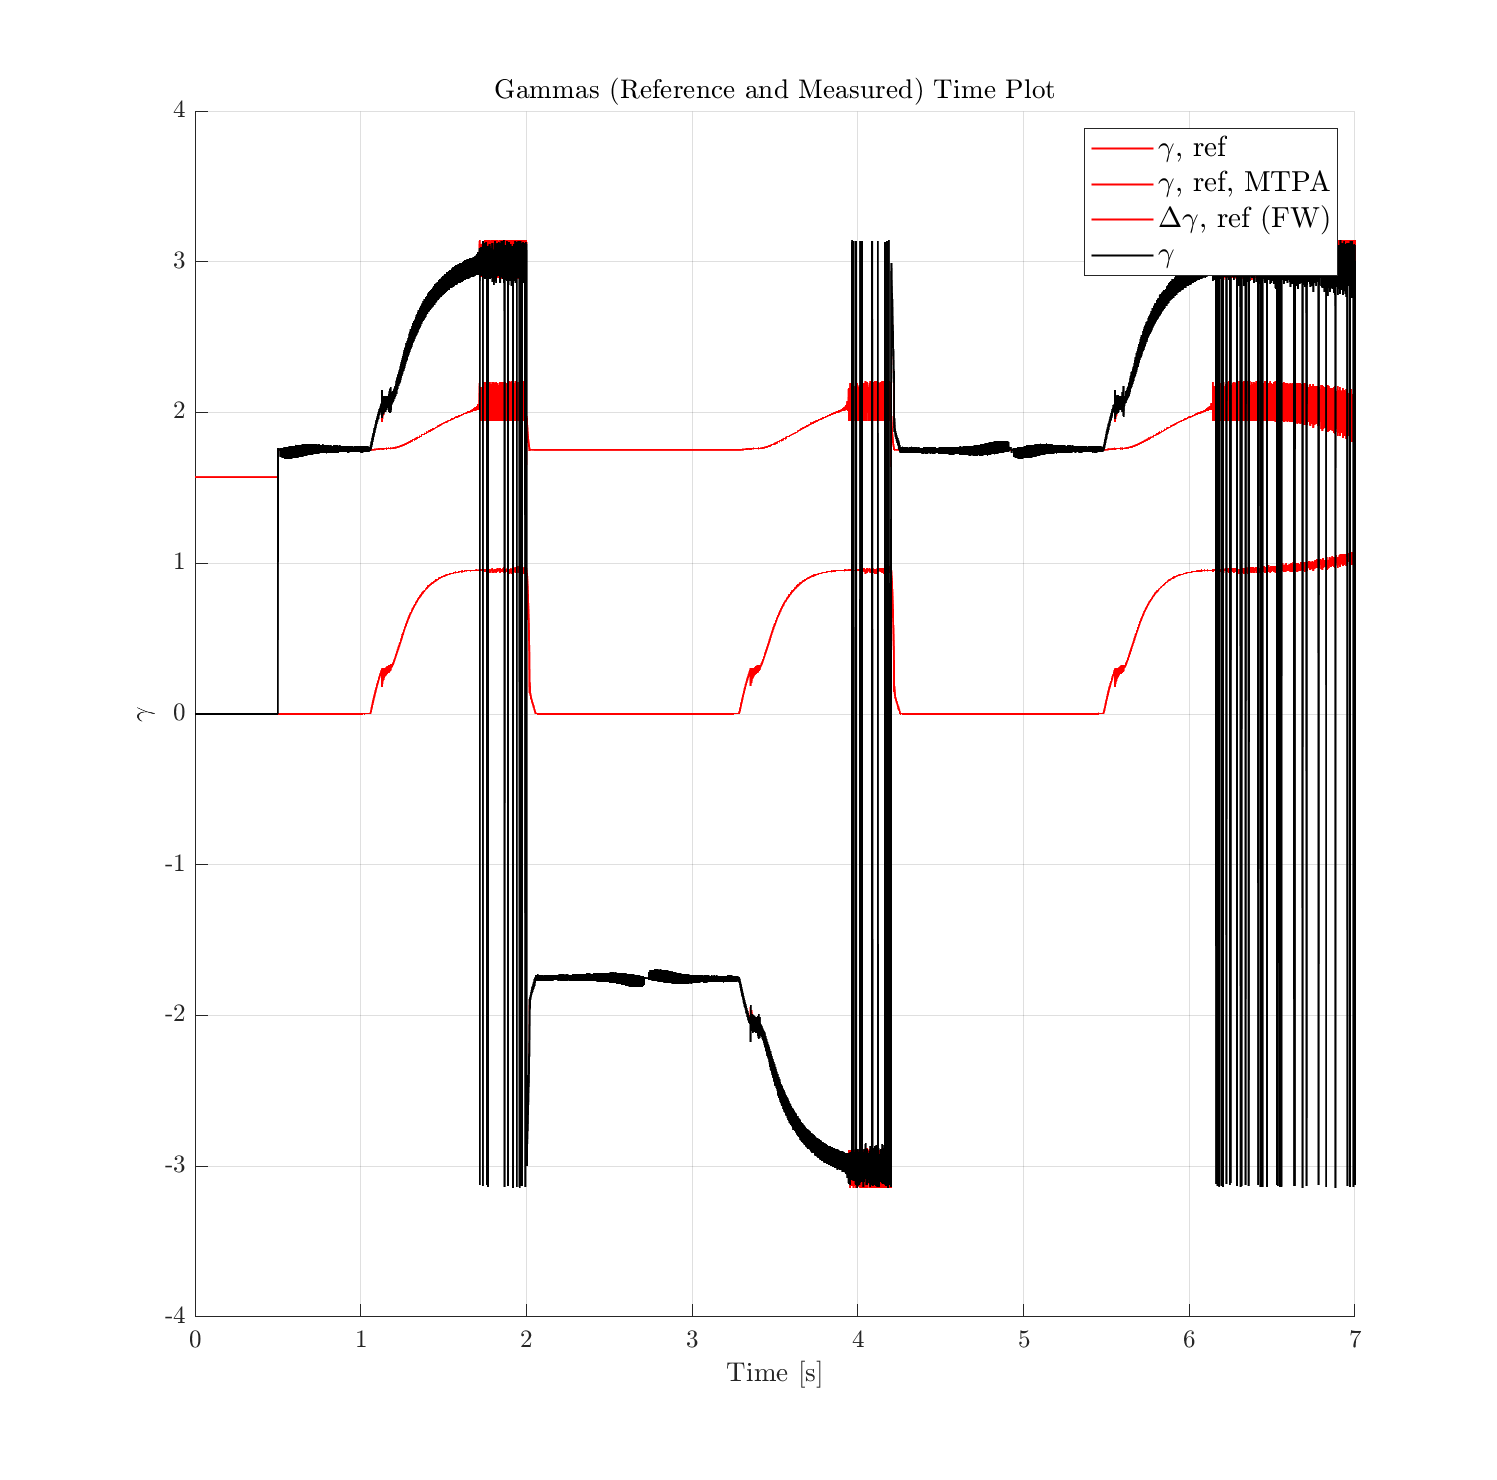 Gammas (Reference and Measured) Time Plot
4
3
2
1
0
-1
-2
-3
-4
γ
γ, ref
γ, ref, MTPA
Δγ, ref (FW)
γ
0 1 2 3 4 5 6 7
Time [s]